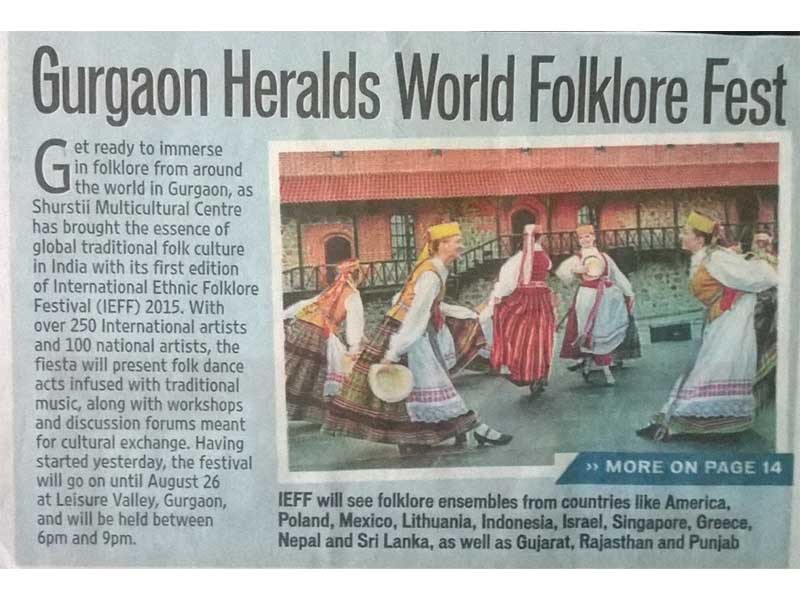 Gurgaon Heralds World Folklore Fest
Get ready to immerse
in folklore from around
the world in Gurgaon, as
Shurstii Multicultural Centre
has brought the essence of
global traditional folk culture
in India with its first edition
of International Ethnic Folklore
Festival (IEFF) 2015. With
over 250 International artists
and 100 national artists, the
fiesta will present folk dance
acts infused with traditional
music, along with workshops
and discussion forums meant
for cultural exchange. Having
started yesterday, the festival
will go on until August 26
at Leisure Valley, Gurgaon,
and will be held between
6pm and 9pm.
›› MORE ON PAGE 14
IEFF will see folklore ensembles from countries like America,
Poland, Mexico, Lithuania, Indonesia, Israel, Singapore, Greece,
Nepal and Sri Lanka, as well as Gujarat, Rajasthan and Punjab